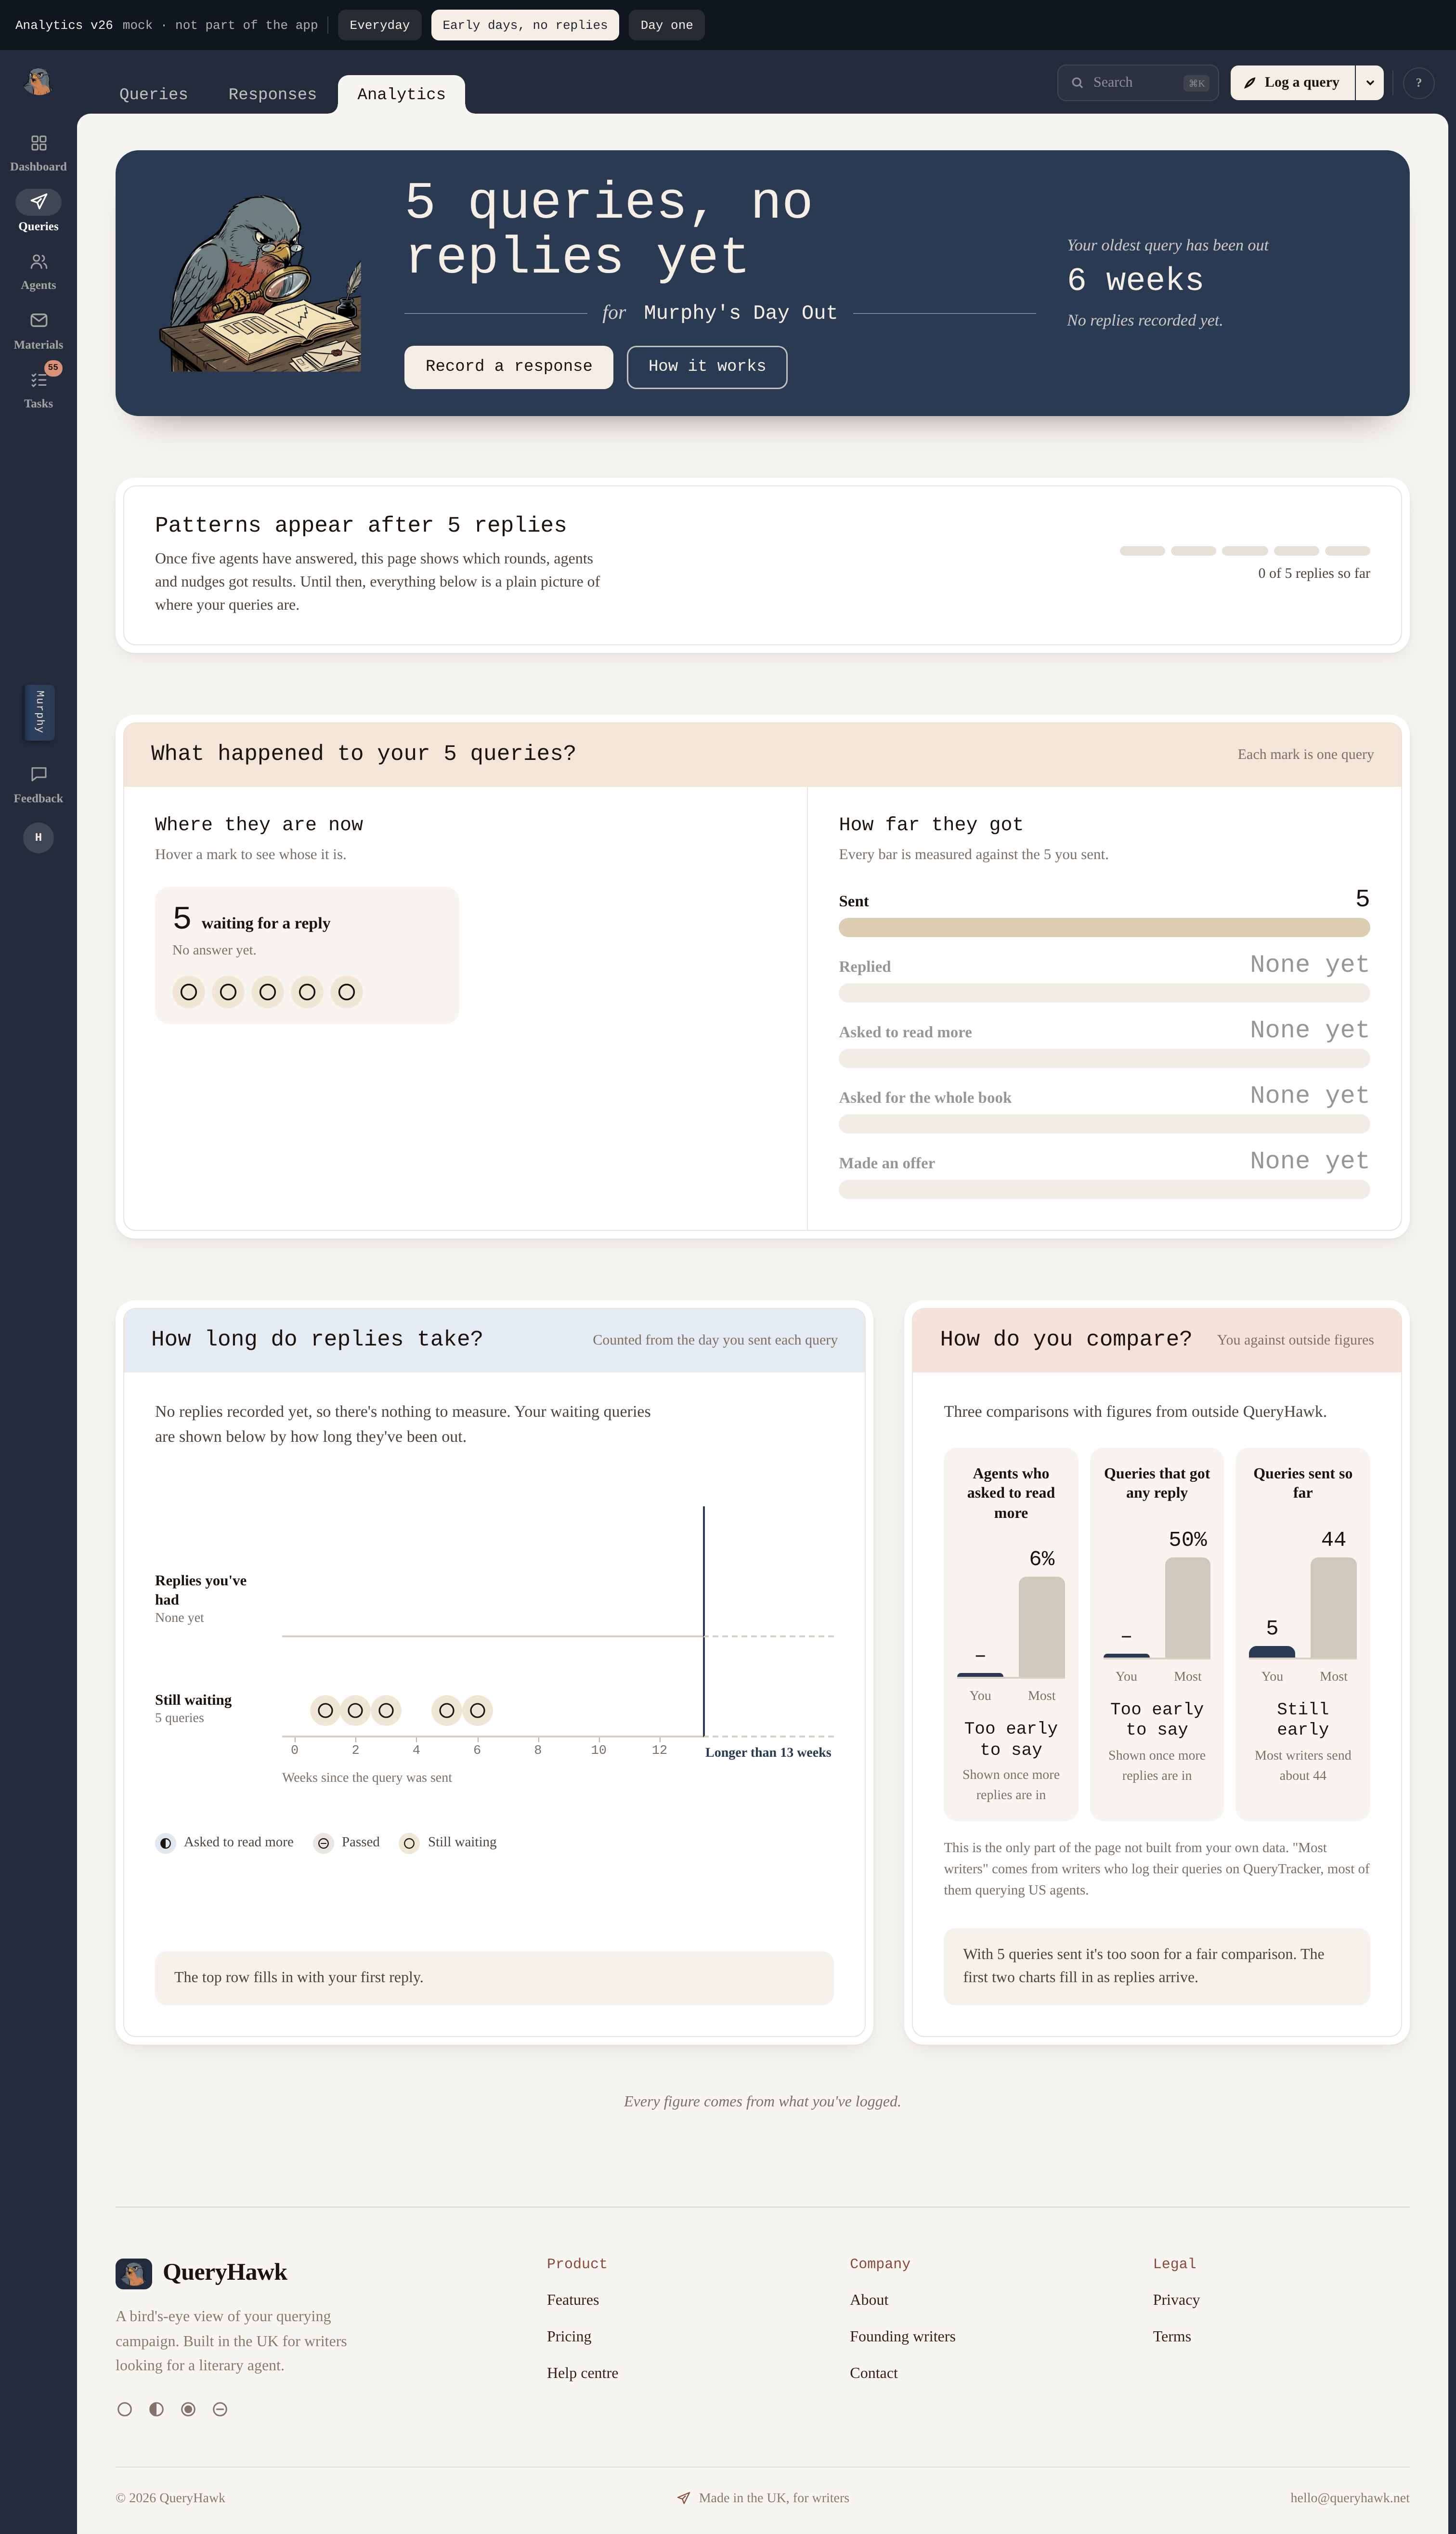 Analytics v26 mock · not part of the app Everyday Early days, no replies Day one
Queries Responses Analytics
Search ⌘K Log a query ?
Dashboard
Queries
Agents
Materials
55
Tasks
Murphy
Feedback
H
5 queries, no
replies yet
for Murphy's Day Out
Record a response How it works
Your oldest query has been out
6 weeks
No replies recorded yet.
Patterns appear after 5 replies
Once five agents have answered, this page shows which rounds, agents
and nudges got results. Until then, everything below is a plain picture of
where your queries are.
0 of 5 replies so far
What happened to your 5 queries?
Each mark is one query
Where they are now
Hover a mark to see whose it is.
5 waiting for a reply
No answer yet.
How far they got
Every bar is measured against the 5 you sent.
Sent 5
Replied None yet
Asked to read more None yet
Asked for the whole book None yet
Made an offer None yet
How long do replies take?
Counted from the day you sent each query
No replies recorded yet, so there's nothing to measure. Your waiting queries
are shown below by how long they've been out.
Replies you've
had
None yet
Still waiting
5 queries
0 2 4 6 8 10 12 Longer than 13 weeks
Weeks since the query was sent
Asked to read more Passed Still waiting
The top row fills in with your first reply.
How do you compare?
You against outside figures
Three comparisons with figures from outside QueryHawk.
Agents who
asked to read
more
– 6%
You Most
Too early
to say
Shown once more
replies are in
Queries that got
any reply
– 50%
You Most
Too early
to say
Shown once more
replies are in
Queries sent so
far
5 44
You Most
Still
early
Most writers send
about 44
This is the only part of the page not built from your own data. "Most
writers" comes from writers who log their queries on QueryTracker, most of
them querying US agents.
With 5 queries sent it's too soon for a fair comparison. The
first two charts fill in as replies arrive.
Every figure comes from what you've logged.
QueryHawk
A bird's-eye view of your querying
campaign. Built in the UK for writers
looking for a literary agent.
Product
Features
Pricing
Help centre
Company
About
Founding writers
Contact
Legal
Privacy
Terms
© 2026 QueryHawk
Made in the UK, for writers
hello@queryhawk.net